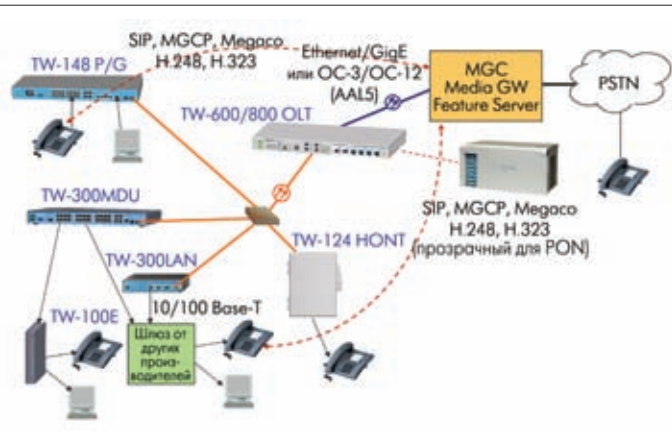 SIP, MGCP, Megaco
H.248, H.323
TW-148 P/G
Ethernet/GigE
или OC-3/OC-12
(AAL5)
MGC
Media GW
Feature Server
PSTN
TW-600/800 OLT
SIP, MGCP, Megaco
H.248, H.323
(прозрачный для PON)
TW-300MDU
TW-300LAN
TW-124 HONT
10/100 Base-T
TW-100E
Шлюз от
других
произ-
водителей